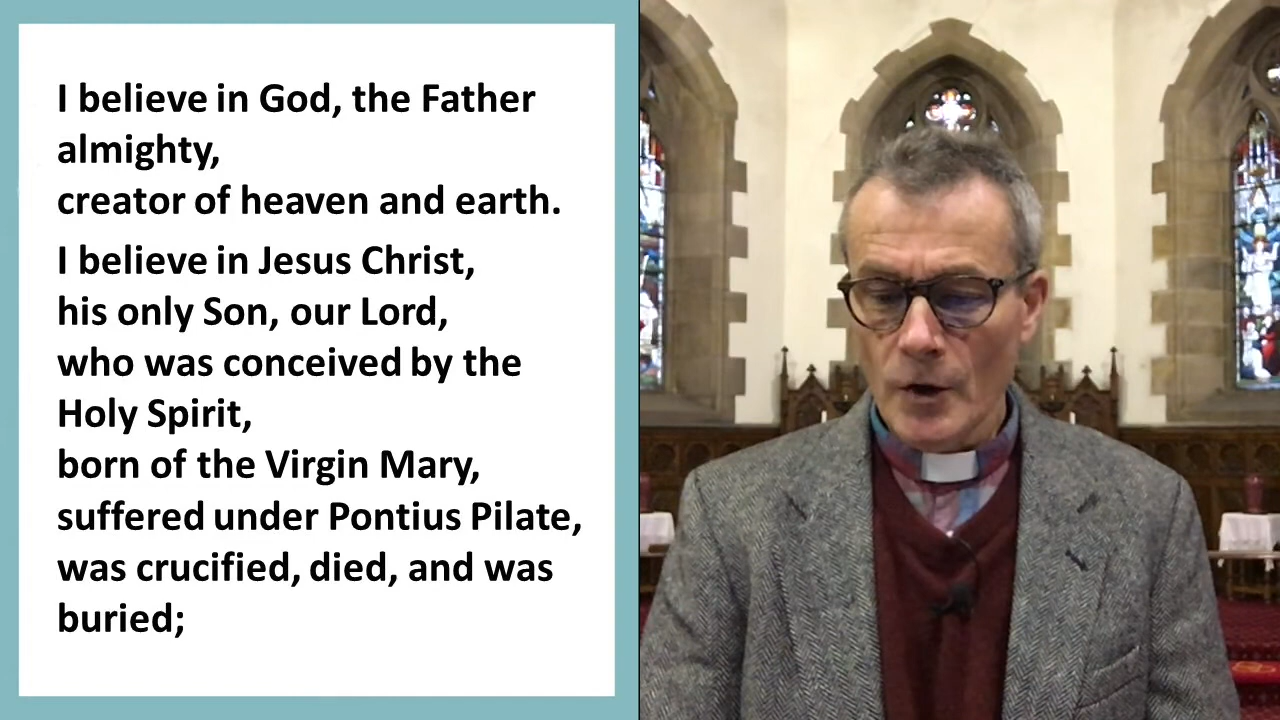 I believe in God, the Father
almighty,
creator of heaven and earth.
I believe in Jesus Christ,
his only Son, our Lord,
who was conceived by the
Holy Spirit,
born of the Virgin Mary,
suffered under Pontius Pilate,
was crucified, died, and was
buried;